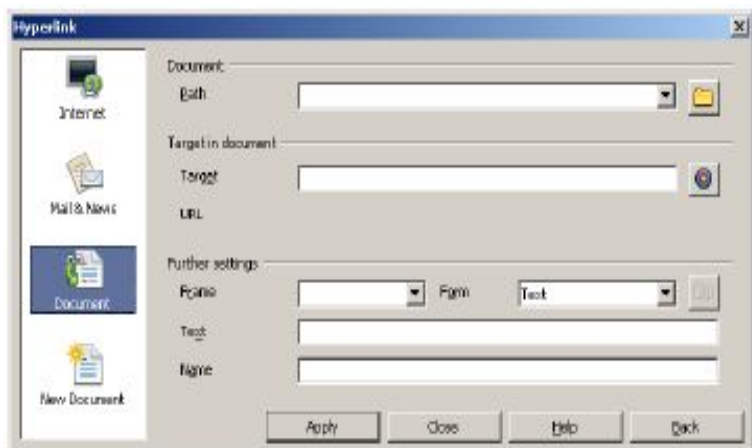 Hyperlink
Internet
Mail & News
Document
New Document
Document
Path
Target in document
Target
URL
Further settings
Frame
Form
Text
Text
Name
Apply
Close
Help
Back